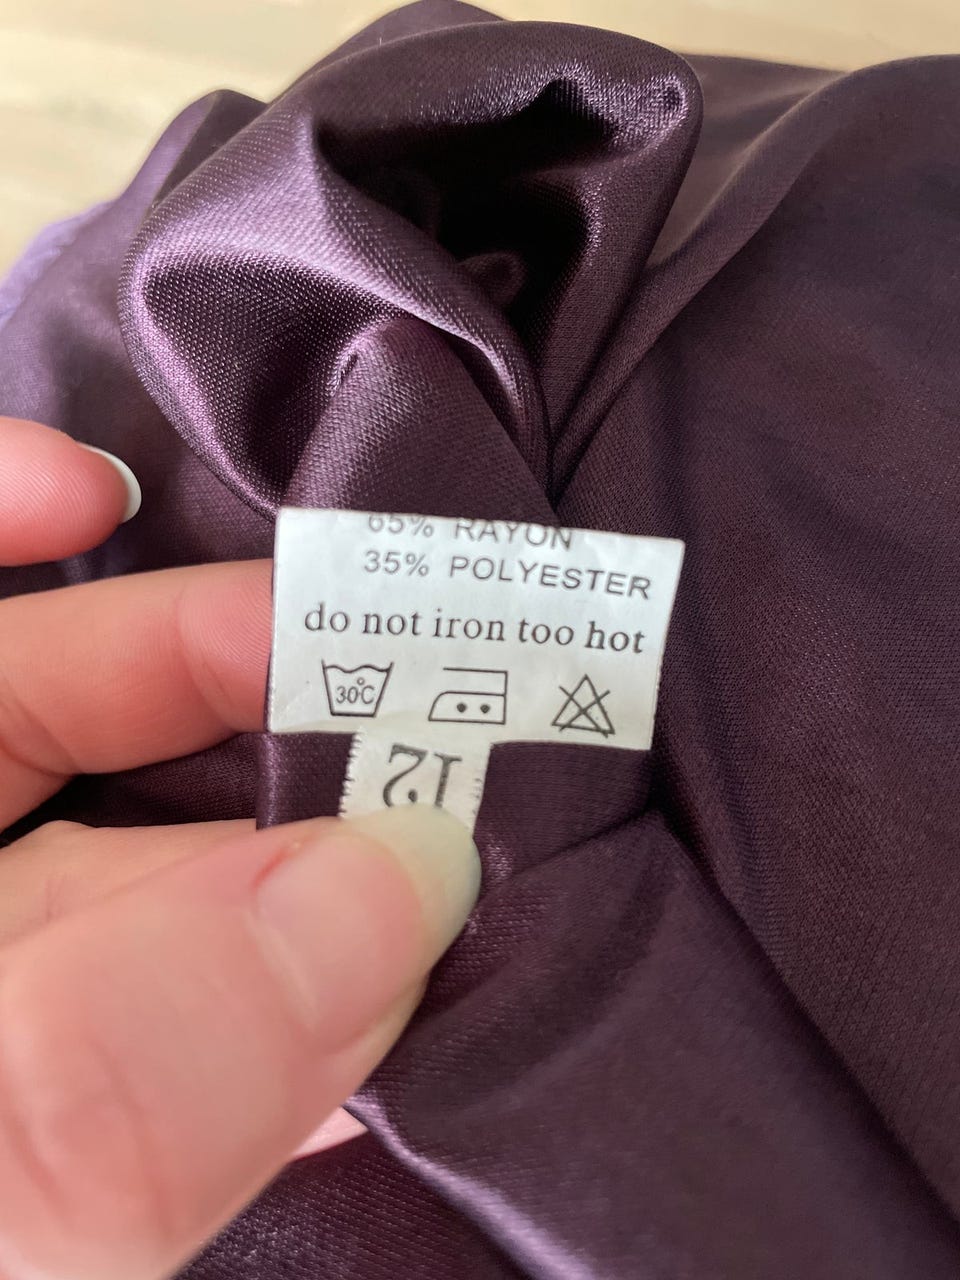 65% RAYON
35% POLYESTER
do not iron too hot
30°C
12